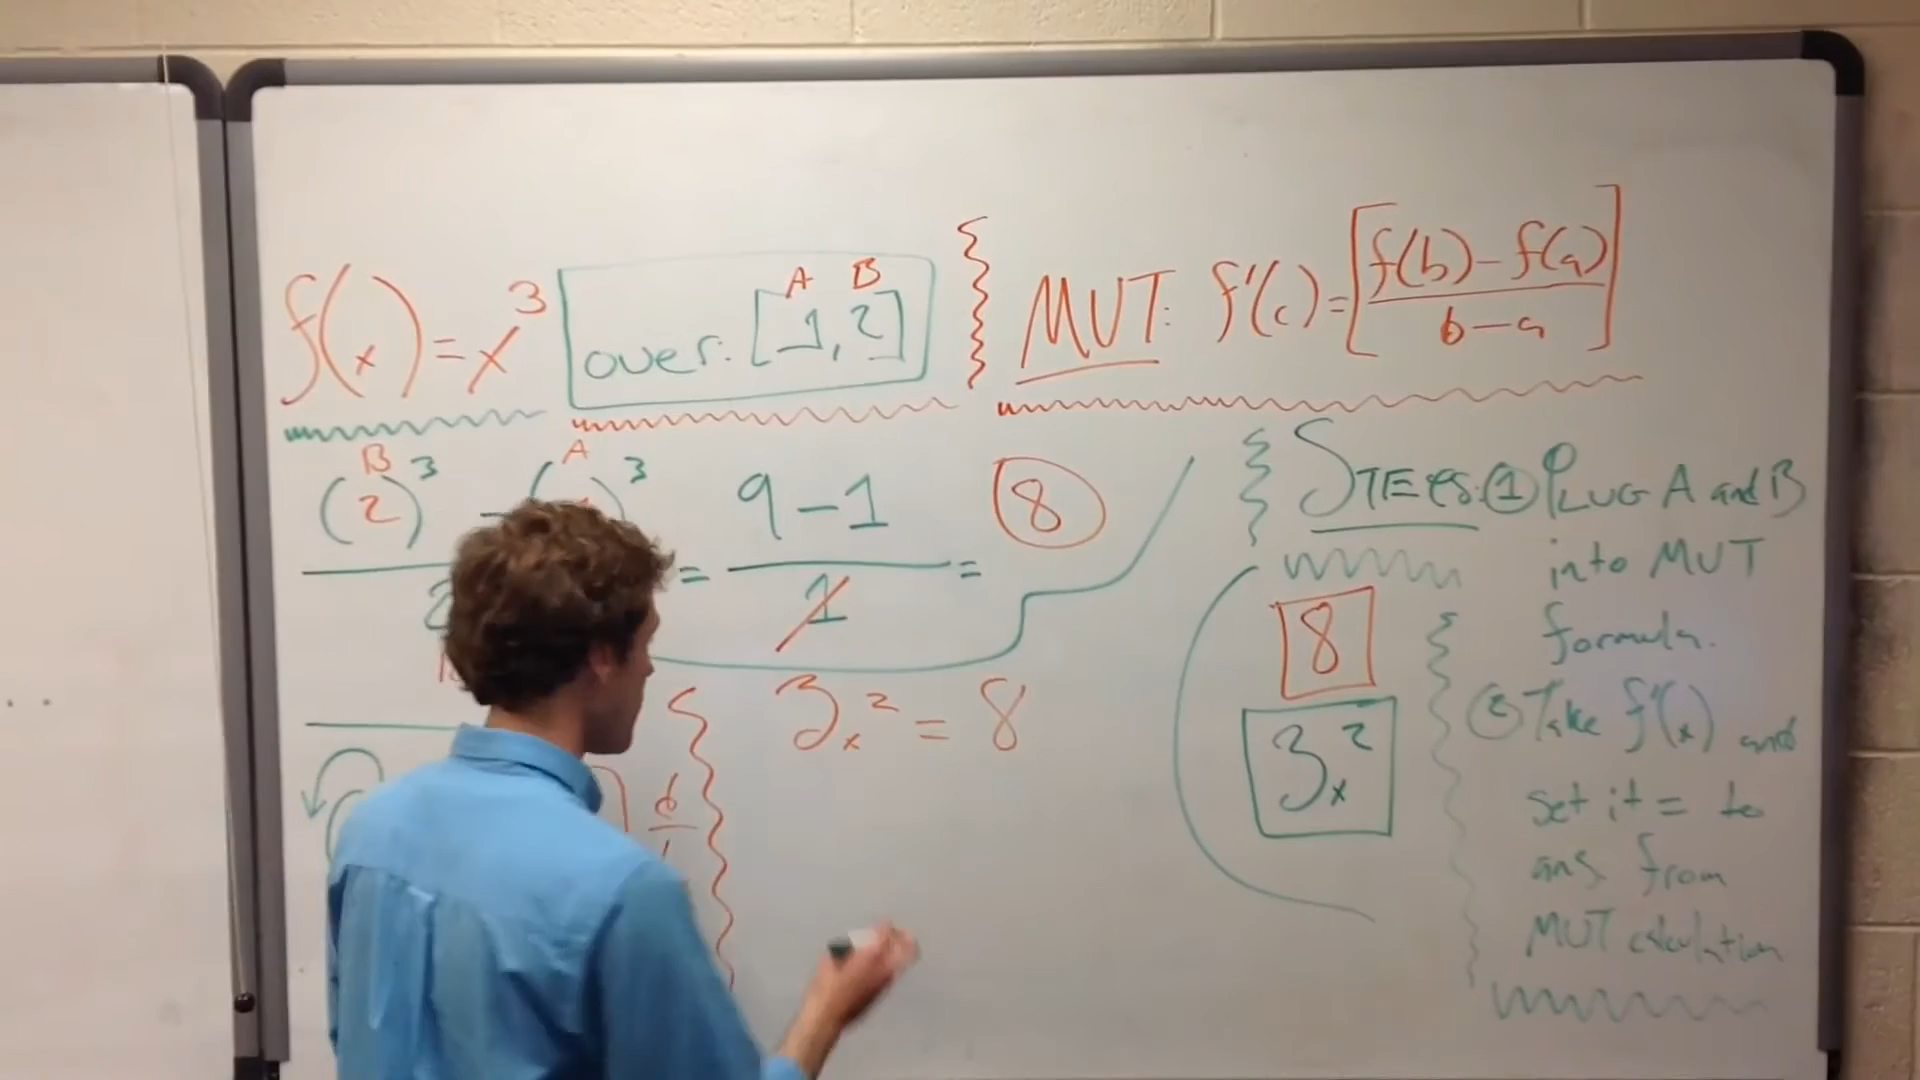 f(x) = x³
over: [1, 2]
A B
MVT: f'(c) = [f(b) - f(a) / b - a]
B A
(2)³ - ( )³ = 9 - 1 / 1 = 8
3x² = 8
STEPS: ① PLUG A and B
into MVT
formula.
8
3x²
② Take f'(x) and
set it = to
ans from
MVT calculation